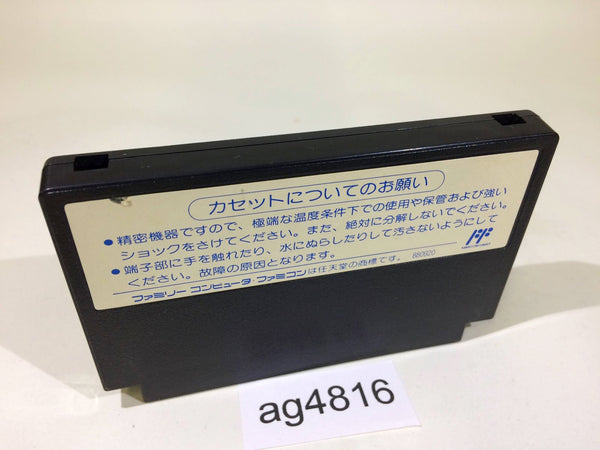 カセットについてのお願い
●精密機器ですので、極端な温度条件下での使用や保管および強い
ショックをさけてください。また、絶対に分解しないでください。
●端子部に手を触れたり、水にぬらしたりして汚さないようにして
ください。故障の原因となります。
ファミリー コンピュータ・ファミコンは任天堂の商標です。 880020
ag4816